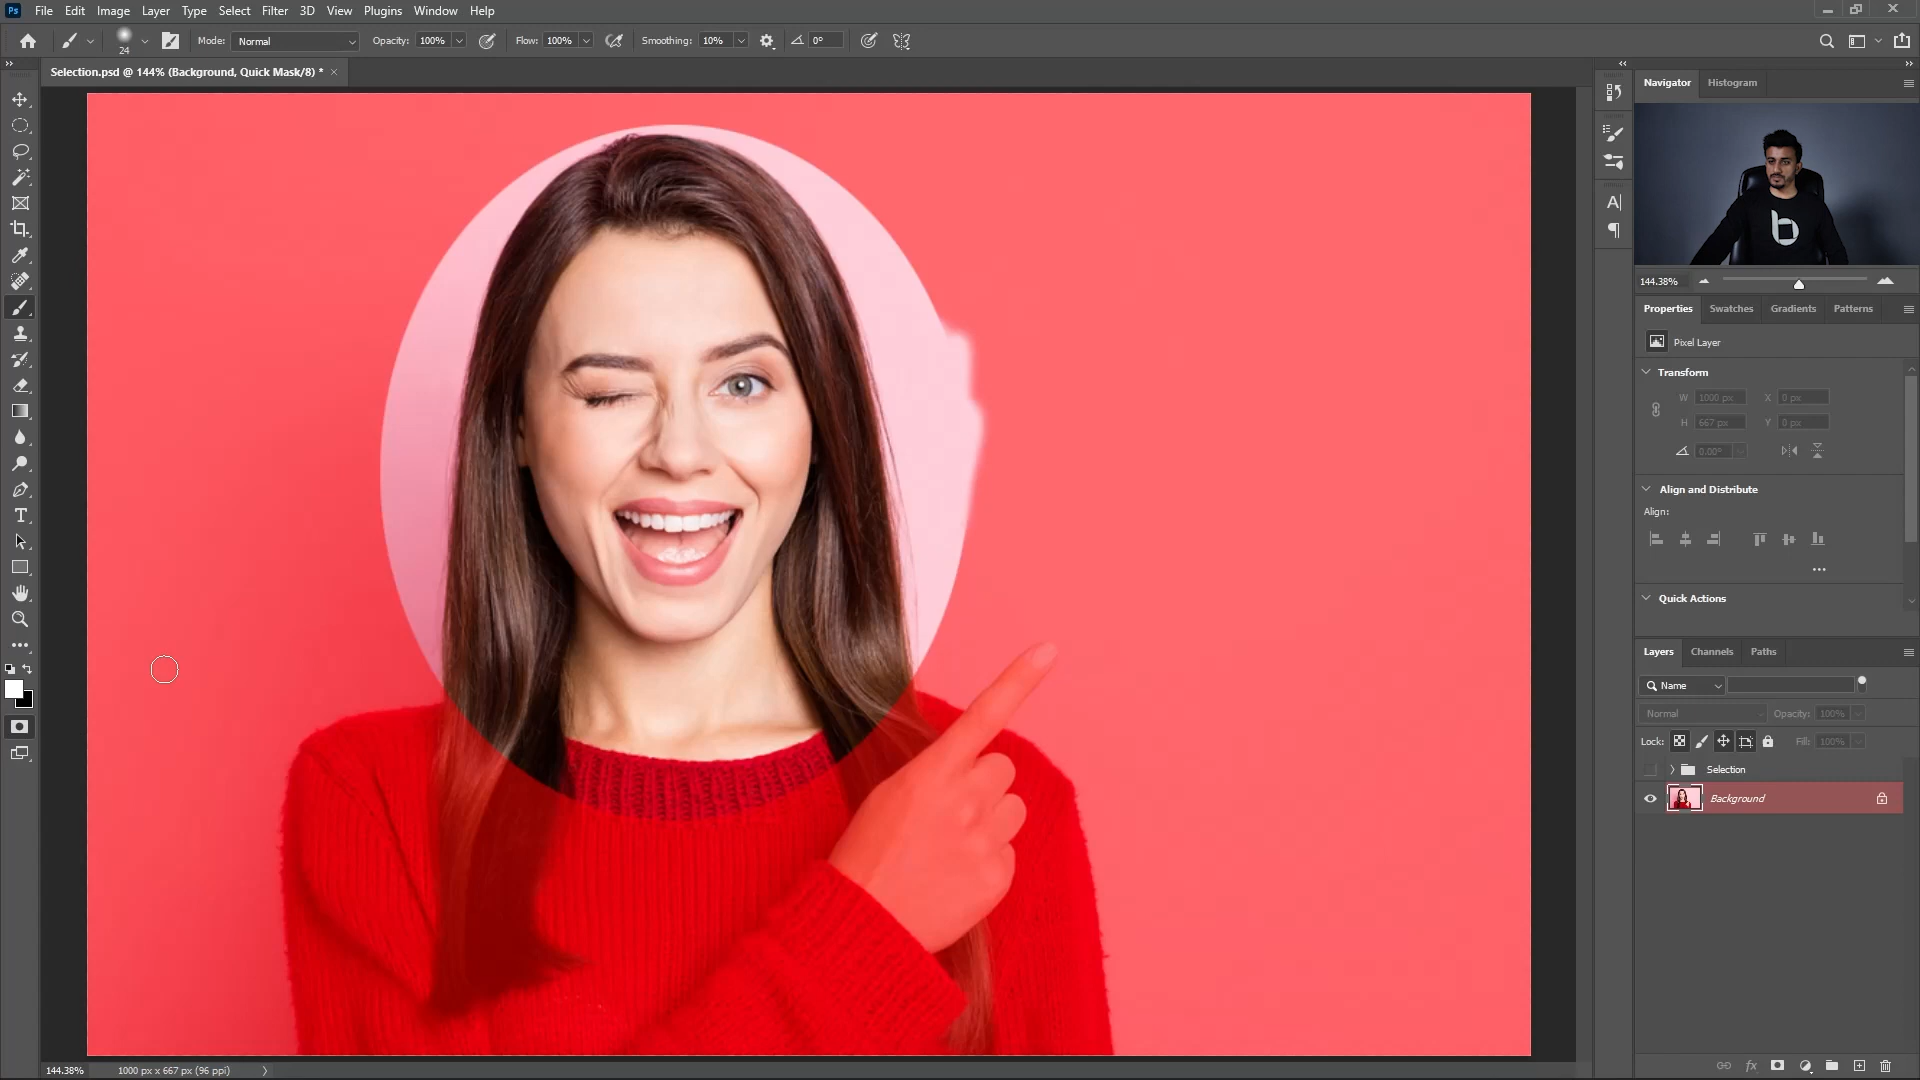 Ps File Edit Image Layer Type Select Filter 3D View Plugins Window Help
24 Mode: Normal Opacity: 100% Flow: 100% Smoothing: 10% 0°
Selection.psd @ 144% (Background, Quick Mask/8) *
Navigator Histogram
b
144.38%
Properties Swatches Gradients Patterns
Pixel Layer
Transform
W 1000 px X 0 px
H 667 px Y 0 px
0.00°
Align and Distribute
Align:
Quick Actions
Layers Channels Paths
Name
Normal Opacity: 100%
Lock: Fill: 100%
Selection
Background
144.38% 1000 px x 667 px (96 ppi)